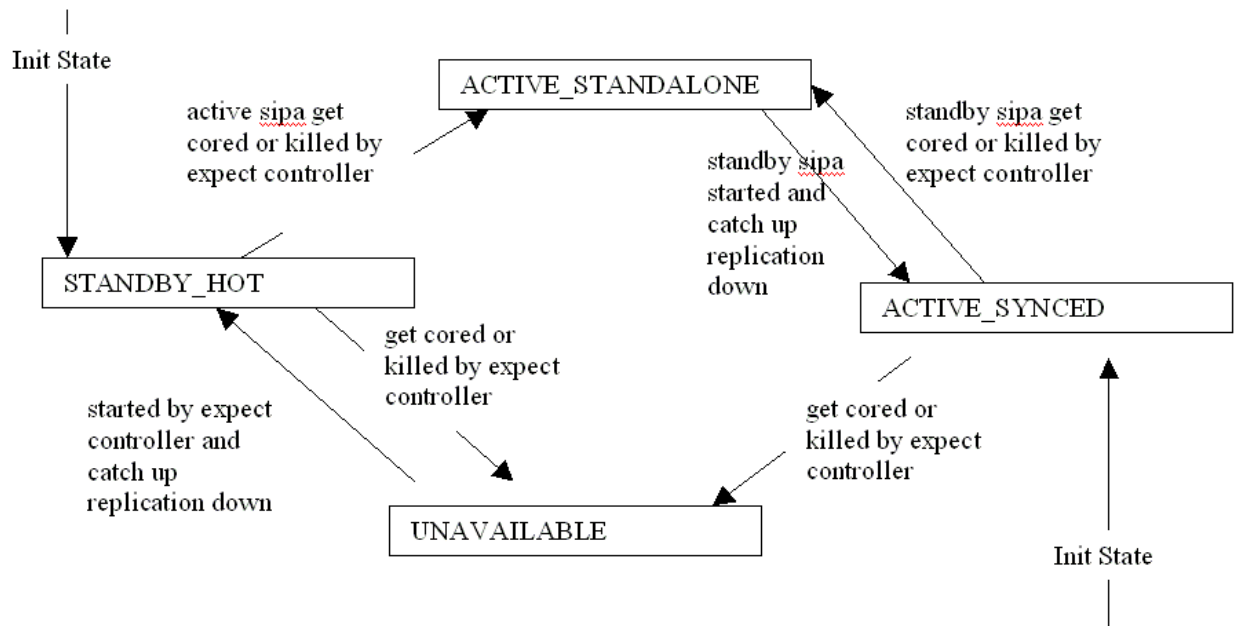 Init State
ACTIVE_STANDALONE
active sipa get
cored or killed by
expect controller
standby sipa get
cored or killed by
expect controller
standby sipa
started and
catch up
replication
down
STANDBY_HOT
ACTIVE_SYNCED
get cored or
killed by expect
controller
started by expect
controller and
catch up
replication down
get cored or
killed by expect
controller
UNAVAILABLE
Init State